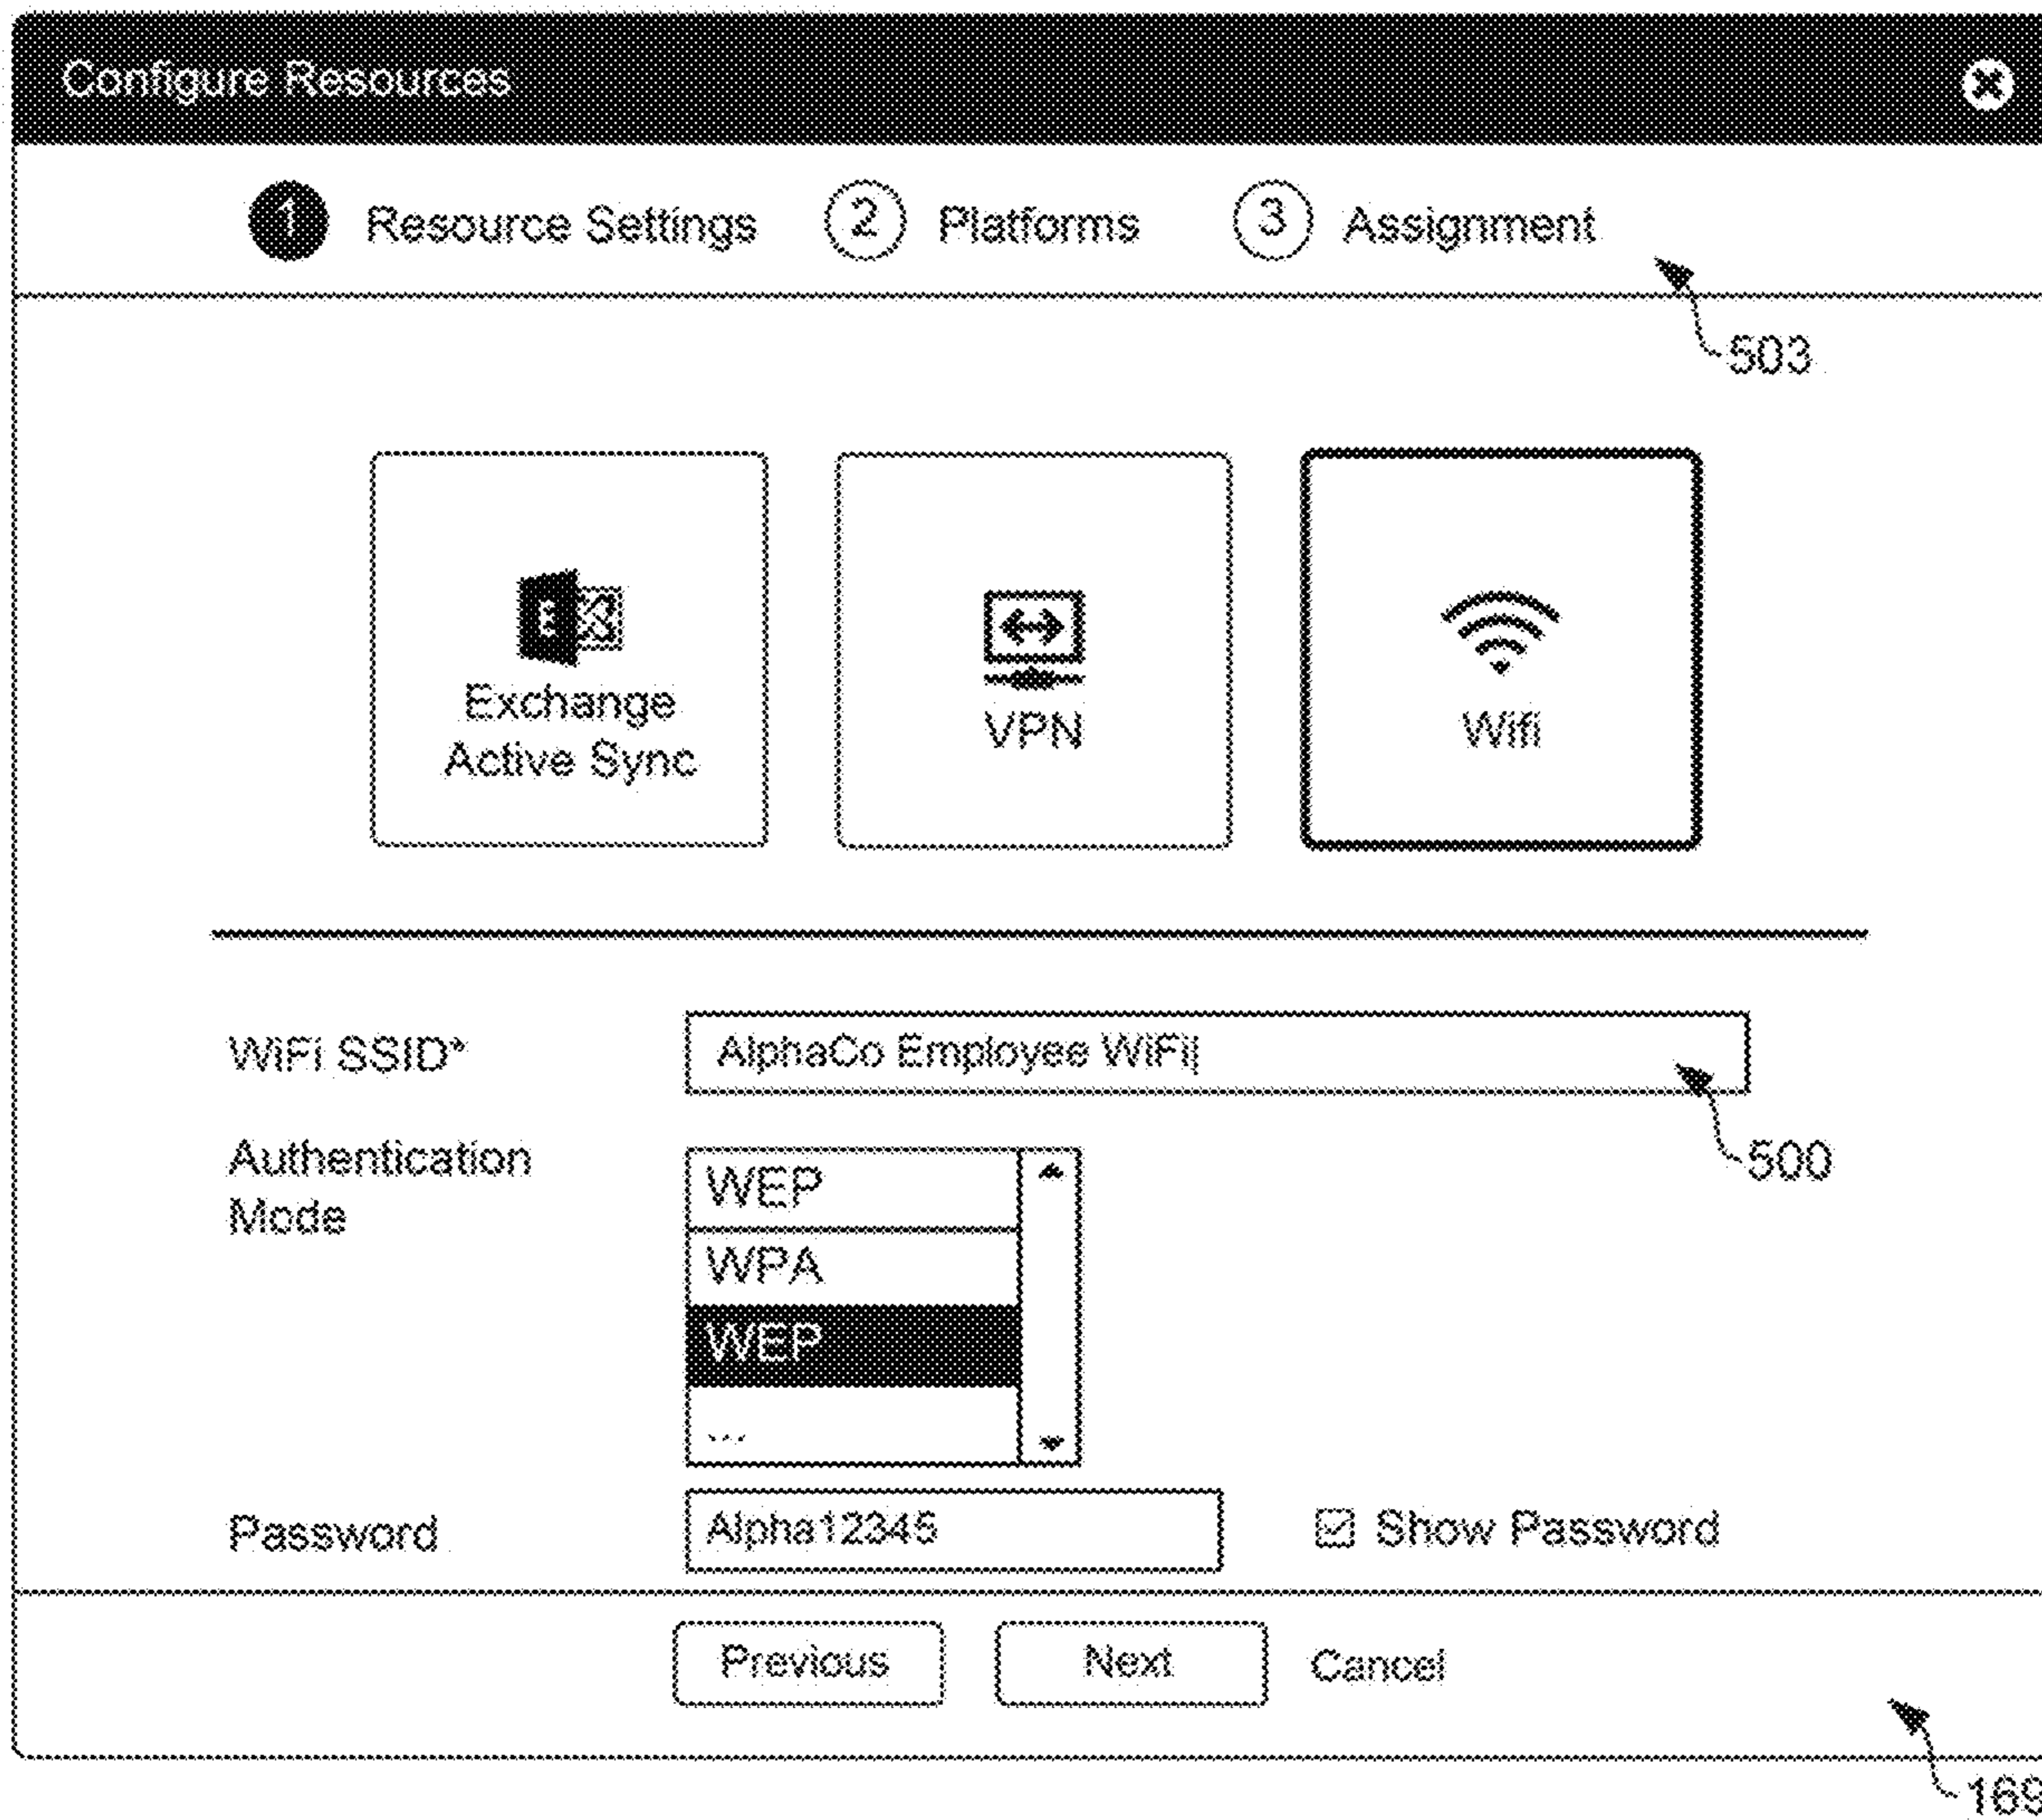 Configure Resources
1 Resource Settings 2 Platforms 3 Assignment
503
Exchange
Active Sync
VPN
Wifi
WiFi SSID* AlphaCo Employee WiFi
500
Authentication
Mode
WEP
WPA
WEP
...
Password Alpha12345 Show Password
Previous Next Cancel
169